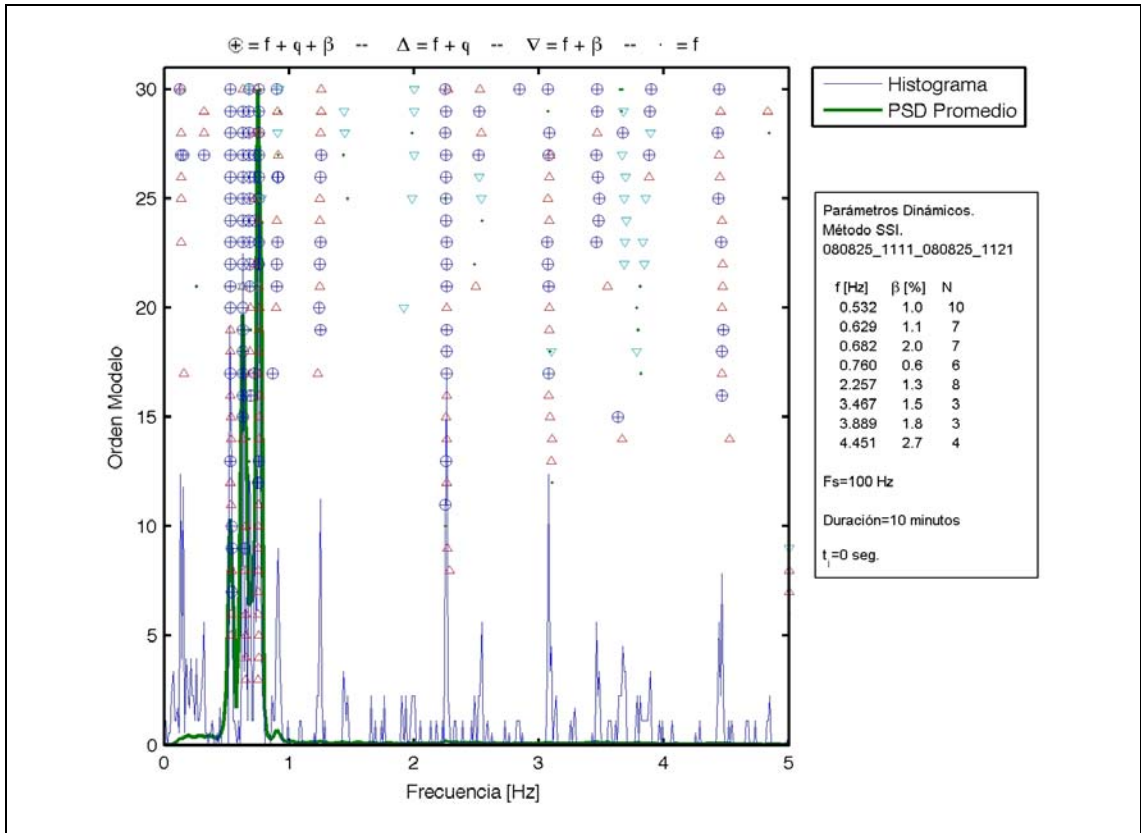 ⊕ = f + q + β -- Δ = f + q -- ∇ = f + β -- · = f
30
25
20
15
10
5
0
Orden Modelo
0 1 2 3 4 5
Frecuencia [Hz]
Histograma
PSD Promedio
Parámetros Dinámicos.
Método SSI.
080825_1111_080825_1121
f [Hz] β [%] N
0.532 1.0 10
0.629 1.1 7
0.682 2.0 7
0.760 0.6 6
2.257 1.3 8
3.467 1.5 3
3.889 1.8 3
4.451 2.7 4
Fs=100 Hz
Duración=10 minutos
t_i=0 seg.